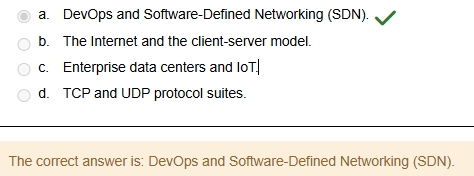 a. DevOps and Software-Defined Networking (SDN).
b. The Internet and the client-server model.
c. Enterprise data centers and IoT.
d. TCP and UDP protocol suites.
The correct answer is: DevOps and Software-Defined Networking (SDN).